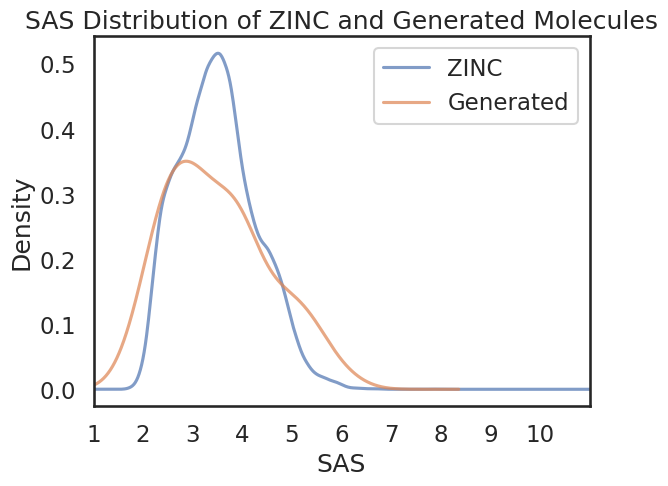 SAS Distribution of ZINC and Generated Molecules
ZINC
Generated
Density
0.5
0.4
0.3
0.2
0.1
0.0
1 2 3 4 5 6 7 8 9 10
SAS